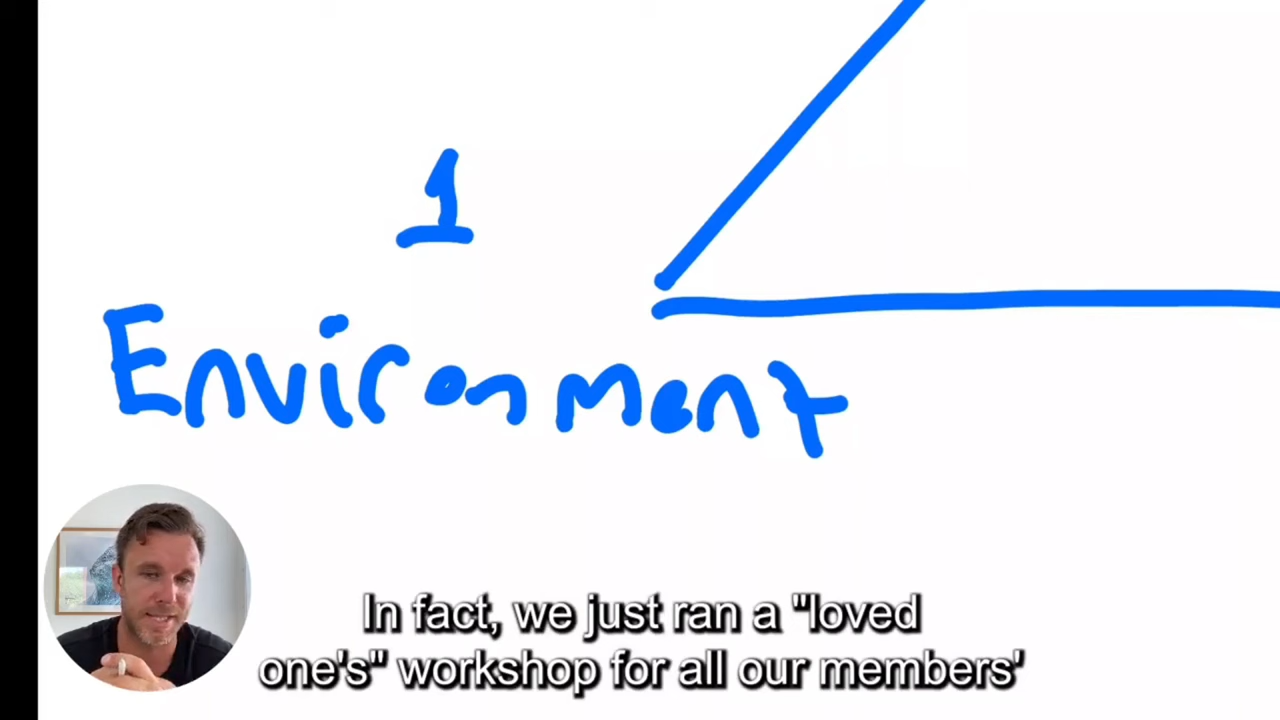 1
Environment
In fact, we just ran a "loved
one's" workshop for all our members'